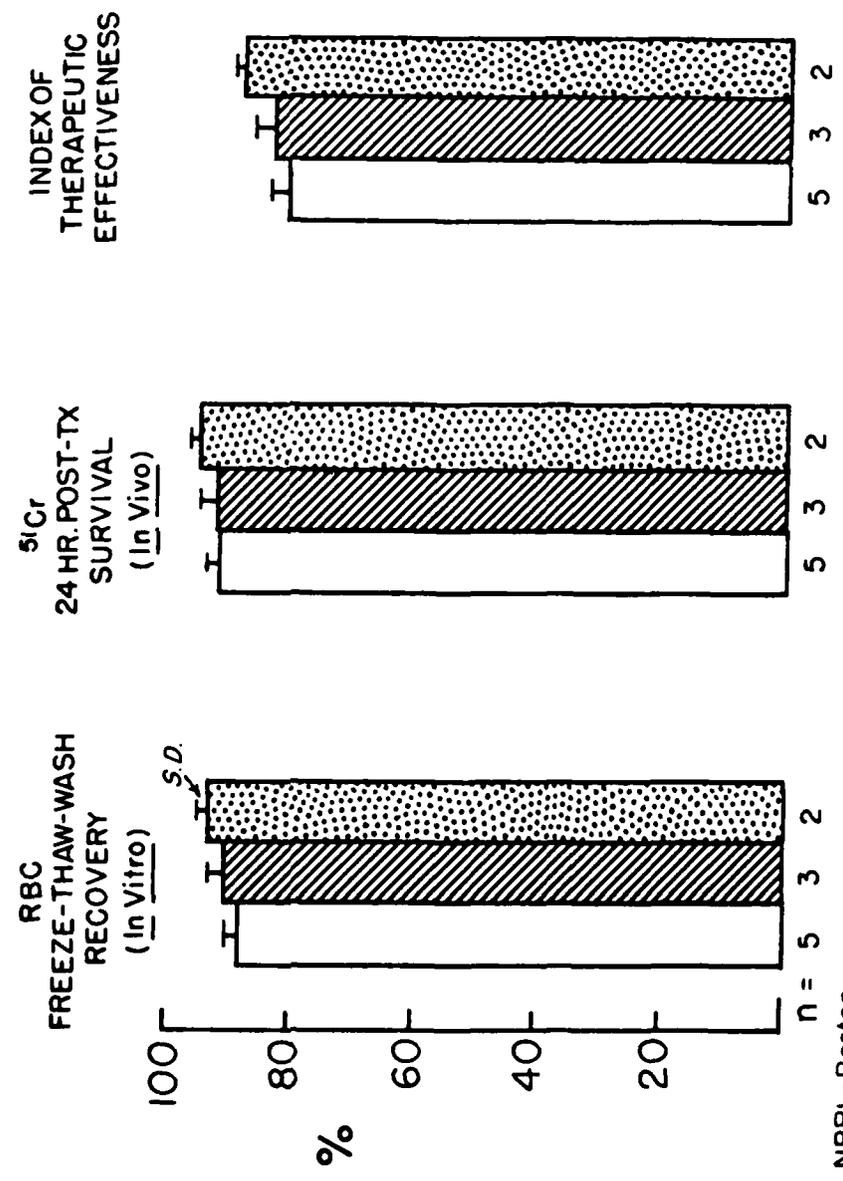 RBC
FREEZE-THAW-WASH
RECOVERY
(In Vitro)
⁵¹Cr
24 HR. POST-TX
SURVIVAL
(In Vivo)
INDEX OF
THERAPEUTIC
EFFECTIVENESS
S.D.
%
100
80
60
40
20
n = 5 3 2
5 3 2
5 3 2